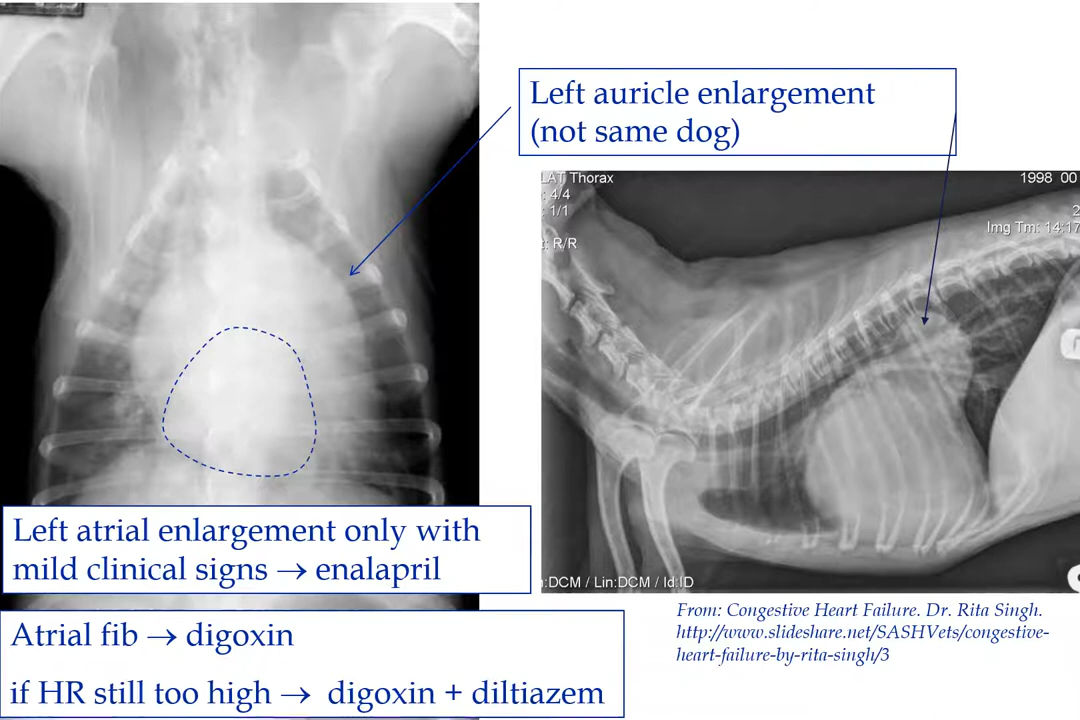 Left auricle enlargement
(not same dog)
LAT Thorax
: 4/4
: 1/1
1998 00
2
Img Tm: 14:17
: R/R
:DCM / Lin:DCM / Id:ID
Left atrial enlargement only with
mild clinical signs → enalapril
Atrial fib → digoxin
if HR still too high → digoxin + diltiazem
From: Congestive Heart Failure. Dr. Rita Singh.
http://www.slideshare.net/SASHVets/congestive-
heart-failure-by-rita-singh/3